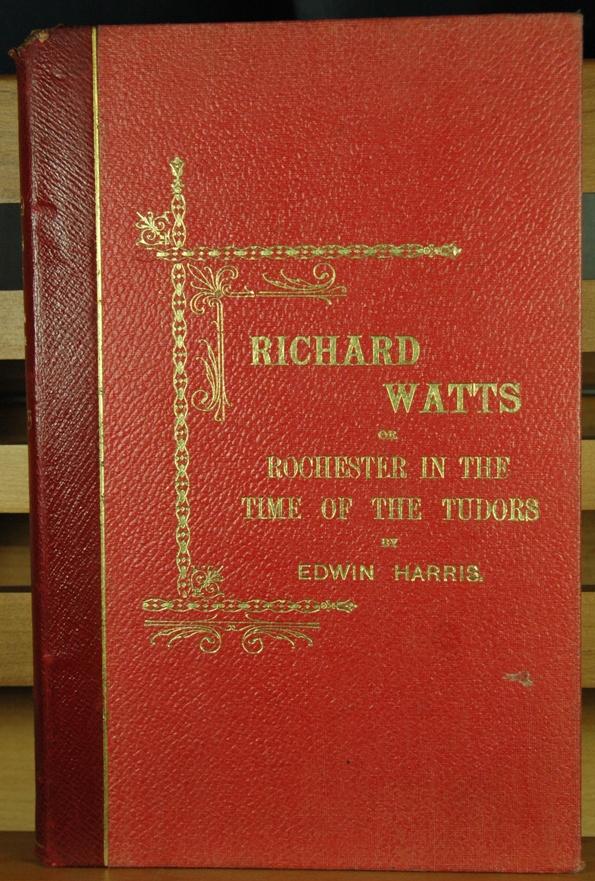 RICHARD
WATTS
OR
ROCHESTER IN THE
TIME OF THE TUDORS
BY
EDWIN HARRIS.